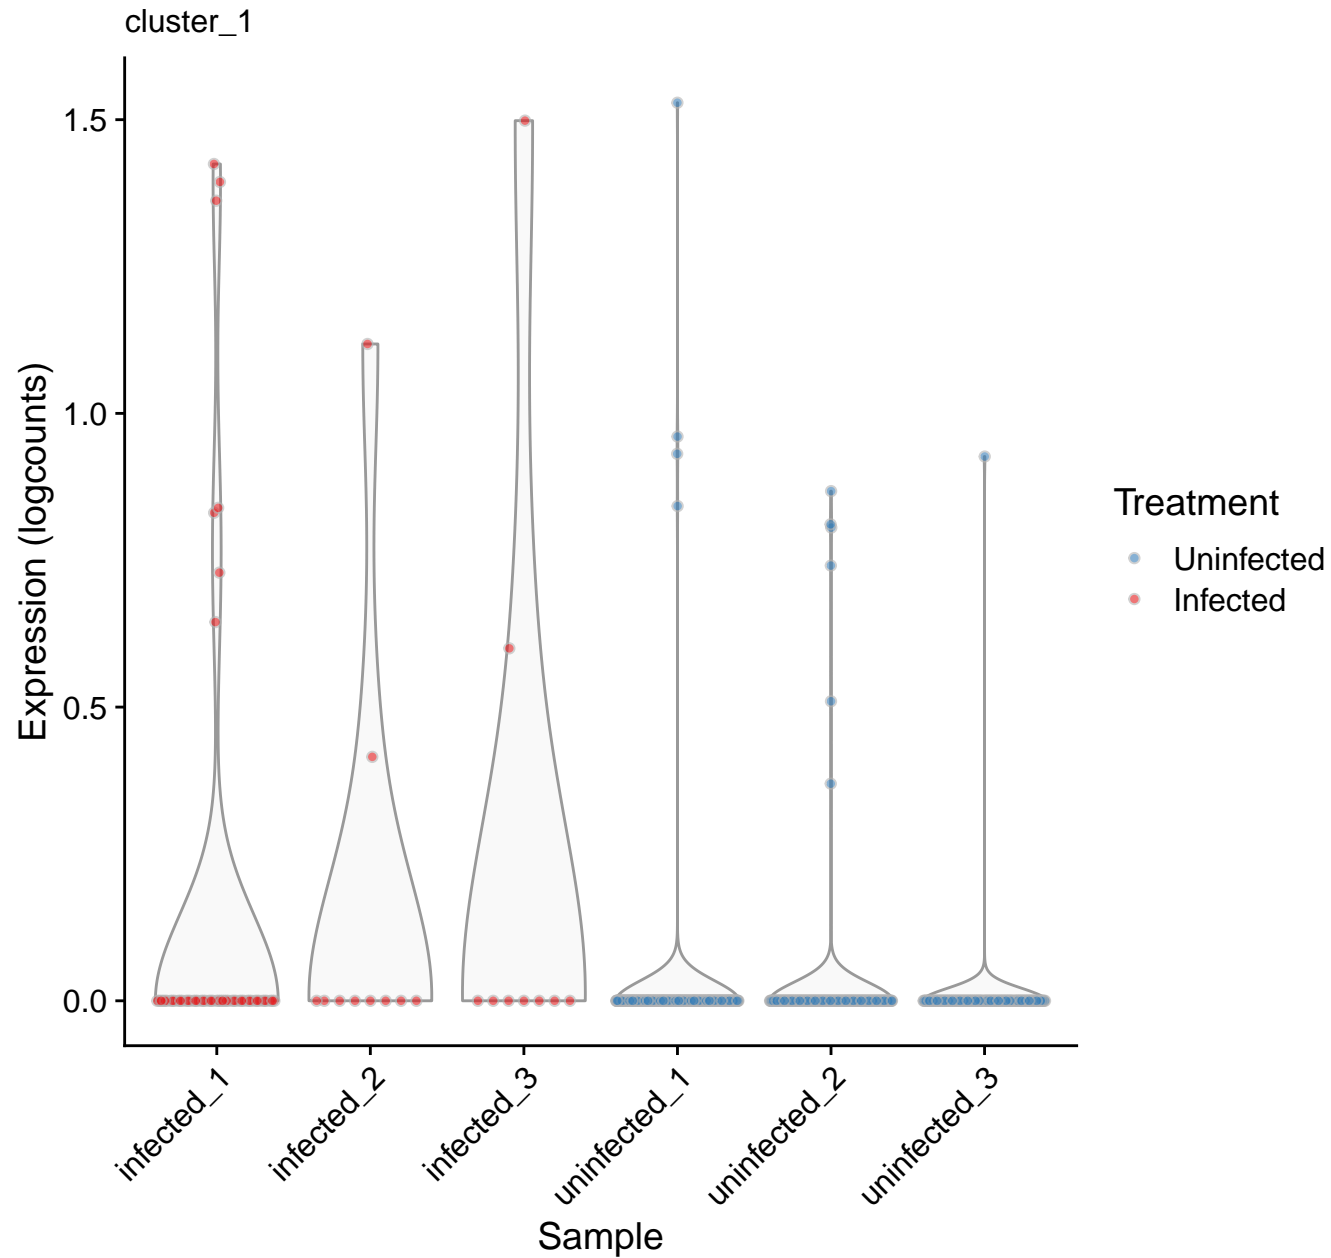 cluster_1
1.5
1.0
0.5
0.0
Expression (logcounts)
infected_1
infected_2
infected_3
uninfected_1
uninfected_2
uninfected_3
Sample
Treatment
Uninfected
Infected